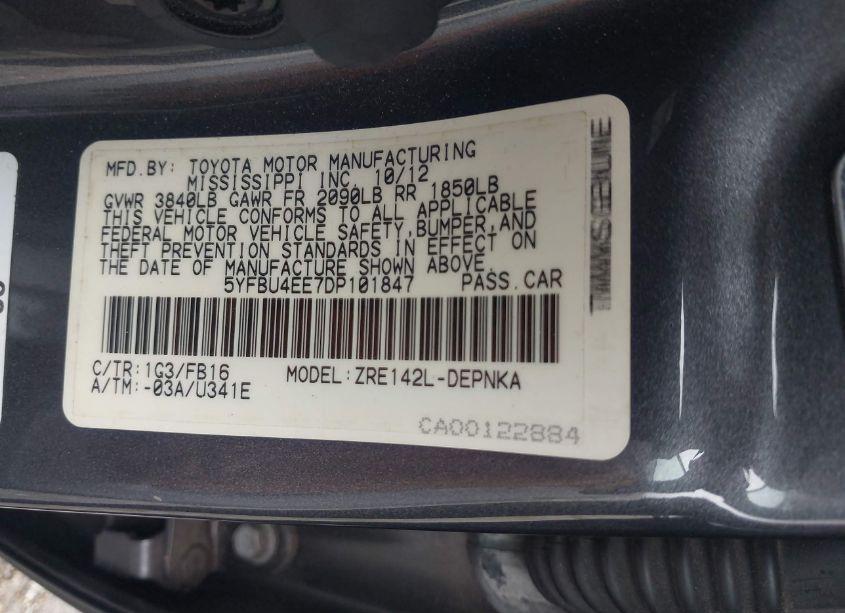 MFD.BY: TOYOTA MOTOR MANUFACTURING
MISSISSIPPI INC. 10/12
GVWR 3840LB GAWR FR 2090LB RR 1850LB
THIS VEHICLE CONFORMS TO ALL APPLICABLE
FEDERAL MOTOR VEHICLE SAFETY,BUMPER,AND
THEFT PREVENTION STANDARDS IN EFFECT ON
THE DATE OF MANUFACTURE SHOWN ABOVE.
5YFBU4EE7DP101847 PASS.CAR
C/TR:1G3/FB16
A/TM:-03A/U341E
MODEL:ZRE142L-DEPNKA
CA00122884